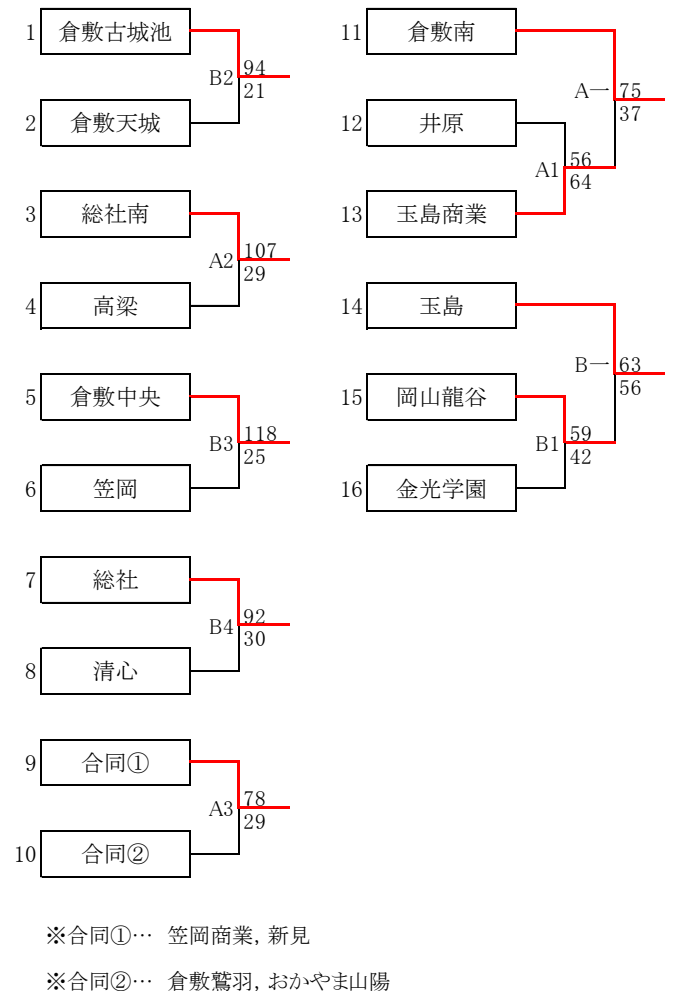 1 倉敷古城池
B2 94
21
2 倉敷天城
3 総社南
A2 107
29
4 高梁
5 倉敷中央
B3 118
25
6 笠岡
7 総社
B4 92
30
8 清心
9 合同①
A3 78
29
10 合同②
11 倉敷南
A一 75
37
12 井原
A1 56
64
13 玉島商業
14 玉島
B一 63
56
15 岡山龍谷
B1 59
42
16 金光学園
※合同①… 笠岡商業, 新見
※合同②… 倉敷鷲羽, おかやま山陽